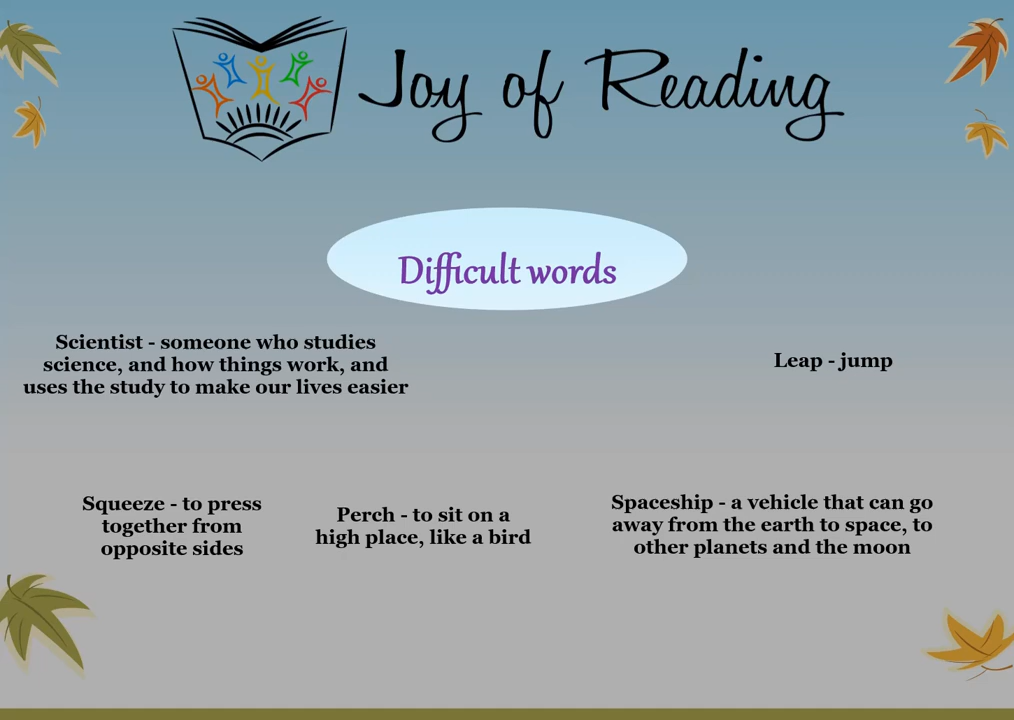 Joy of Reading
Difficult words
Scientist - someone who studies
science, and how things work, and
uses the study to make our lives easier
Leap - jump
Squeeze - to press
together from
opposite sides
Perch - to sit on a
high place, like a bird
Spaceship - a vehicle that can go
away from the earth to space, to
other planets and the moon